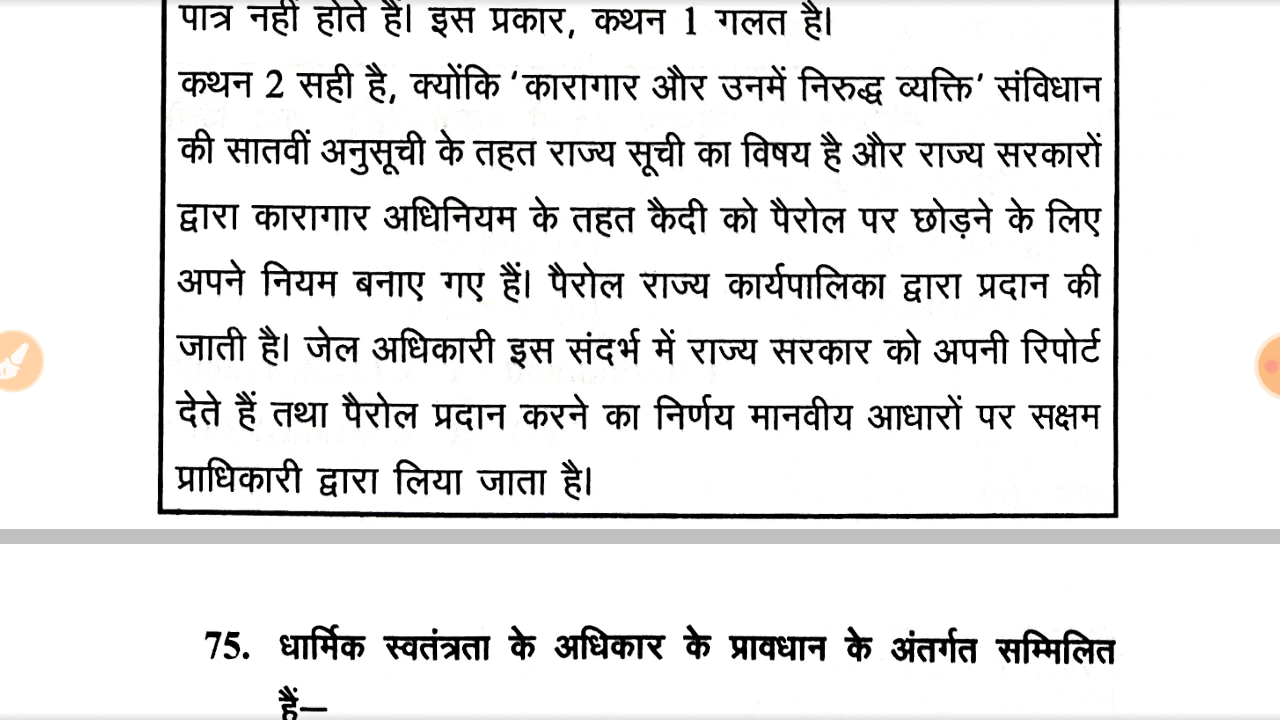 पात्र नहीं होते हैं। इस प्रकार, कथन 1 गलत है।
कथन 2 सही है, क्योंकि ‘कारागार और उनमें निरुद्ध व्यक्ति’ संविधान
की सातवीं अनुसूची के तहत राज्य सूची का विषय है और राज्य सरकारों
द्वारा कारागार अधिनियम के तहत कैदी को पैरोल पर छोड़ने के लिए
अपने नियम बनाए गए हैं। पैरोल राज्य कार्यपालिका द्वारा प्रदान की
जाती है। जेल अधिकारी इस संदर्भ में राज्य सरकार को अपनी रिपोर्ट
देते हैं तथा पैरोल प्रदान करने का निर्णय मानवीय आधारों पर सक्षम
प्राधिकारी द्वारा लिया जाता है।
75. धार्मिक स्वतंत्रता के अधिकार के प्रावधान के अंतर्गत सम्मिलित
हैं—